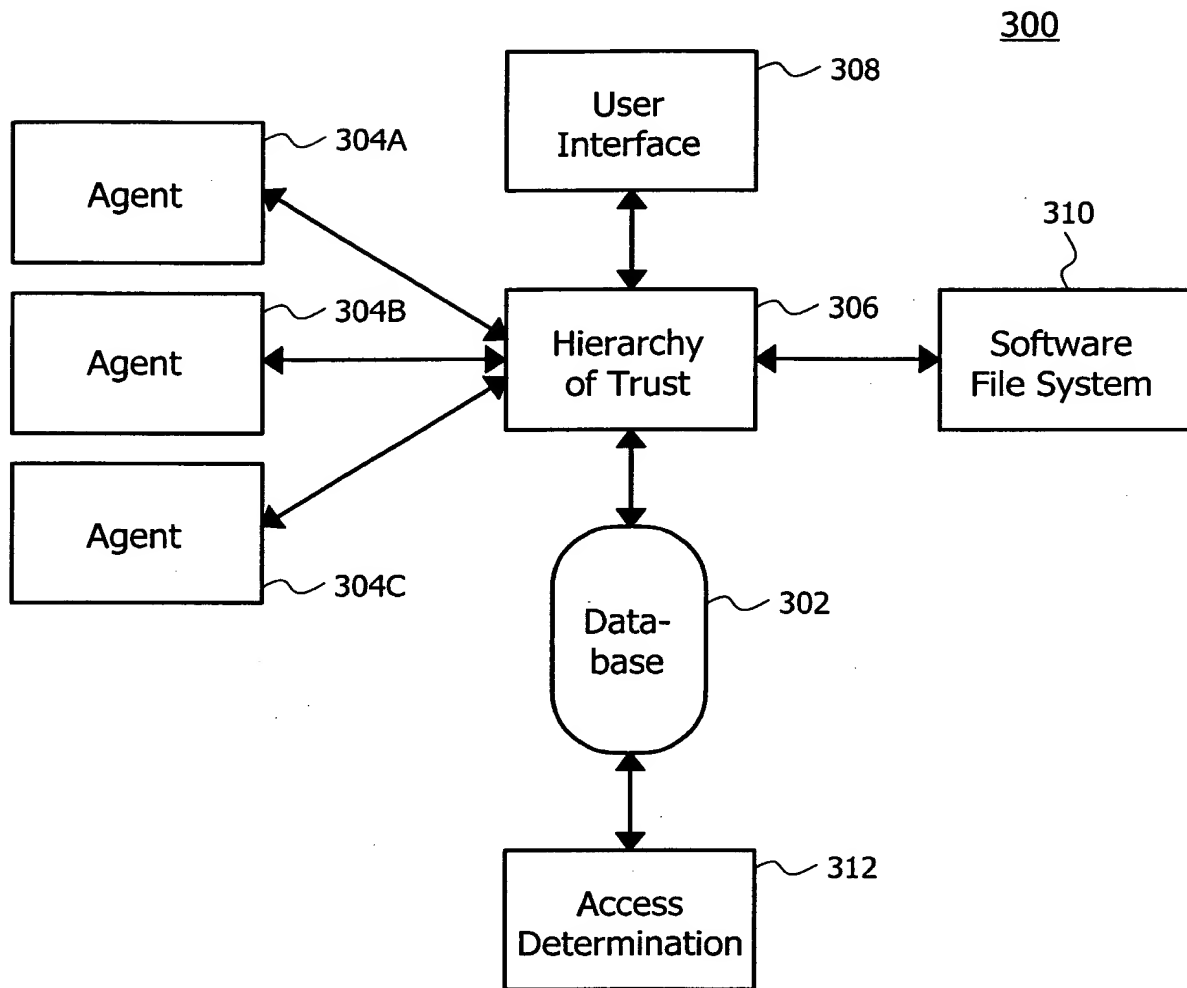 300
308
User
Interface
304A
Agent
310
304B
Agent
306
Hierarchy
of Trust
Software
File System
Agent
304C
302
Data-
base
312
Access
Determination